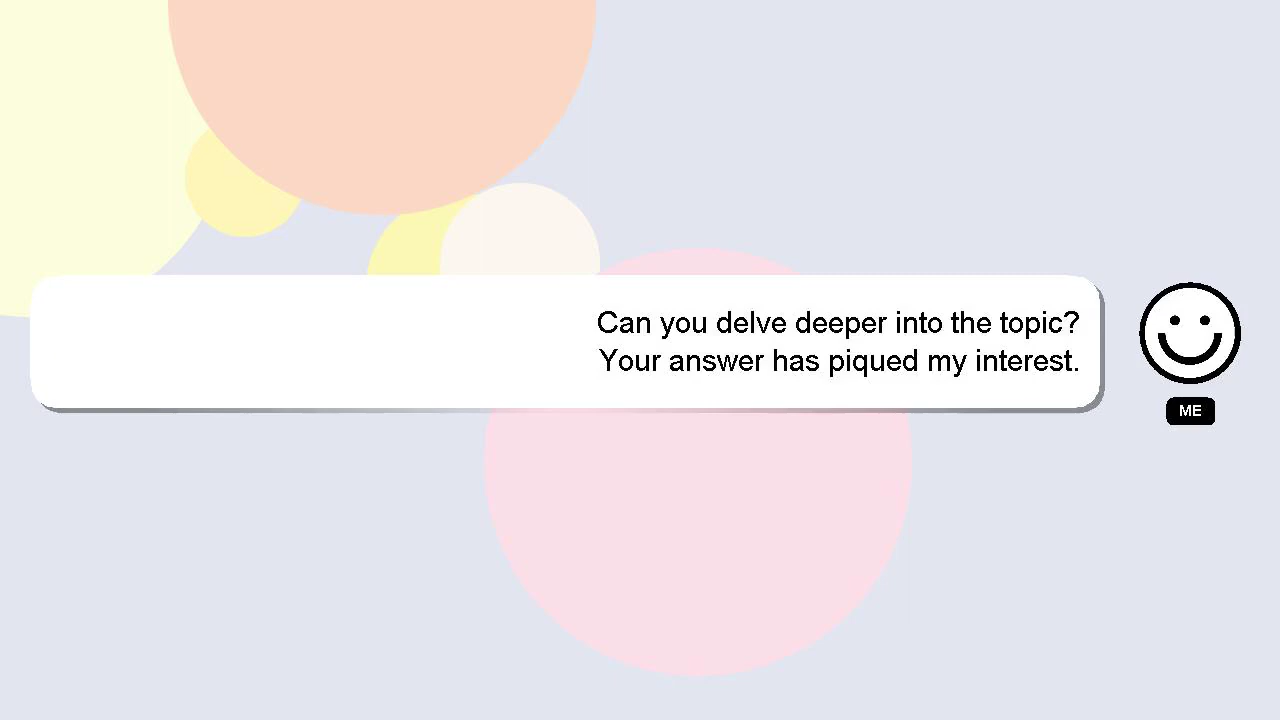 Can you delve deeper into the topic?
Your answer has piqued my interest.
ME